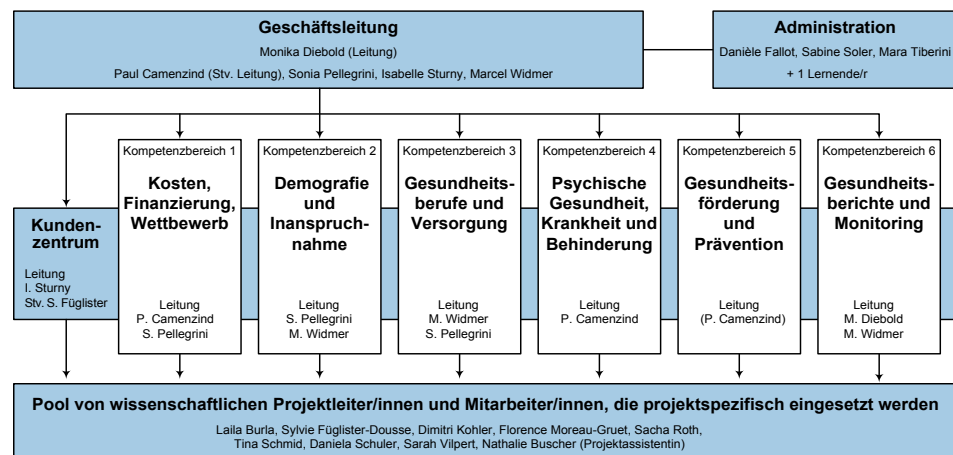 Geschäftsleitung
Monika Diebold (Leitung)
Paul Camenzind (Stv. Leitung), Sonia Pellegrini, Isabelle Sturny, Marcel Widmer
Administration
Danièle Fallot, Sabine Soler, Mara Tiberini
+ 1 Lernende/r
Kunden-
zentrum
Leitung
I. Sturny
Stv. S. Füglister
Kompetenzbereich 1
Kosten,
Finanzierung,
Wettbewerb
Leitung
P. Camenzind
S. Pellegrini
Kompetenzbereich 2
Demografie
und
Inanspruch-
nahme
Leitung
S. Pellegrini
M. Widmer
Kompetenzbereich 3
Gesundheits-
berufe und
Versorgung
Leitung
M. Widmer
S. Pellegrini
Kompetenzbereich 4
Psychische
Gesundheit,
Krankheit und
Behinderung
Leitung
P. Camenzind
Kompetenzbereich 5
Gesundheits-
förderung
und
Prävention
Leitung
(P. Camenzind)
Kompetenzbereich 6
Gesundheits-
berichte und
Monitoring
Leitung
M. Diebold
M. Widmer
Pool von wissenschaftlichen Projektleiter/innen und Mitarbeiter/innen, die projektspezifisch eingesetzt werden
Laila Burla, Sylvie Füglister-Dousse, Dimitri Kohler, Florence Moreau-Gruet, Sacha Roth,
Tina Schmid, Daniela Schuler, Sarah Vilpert, Nathalie Buscher (Projektassistentin)